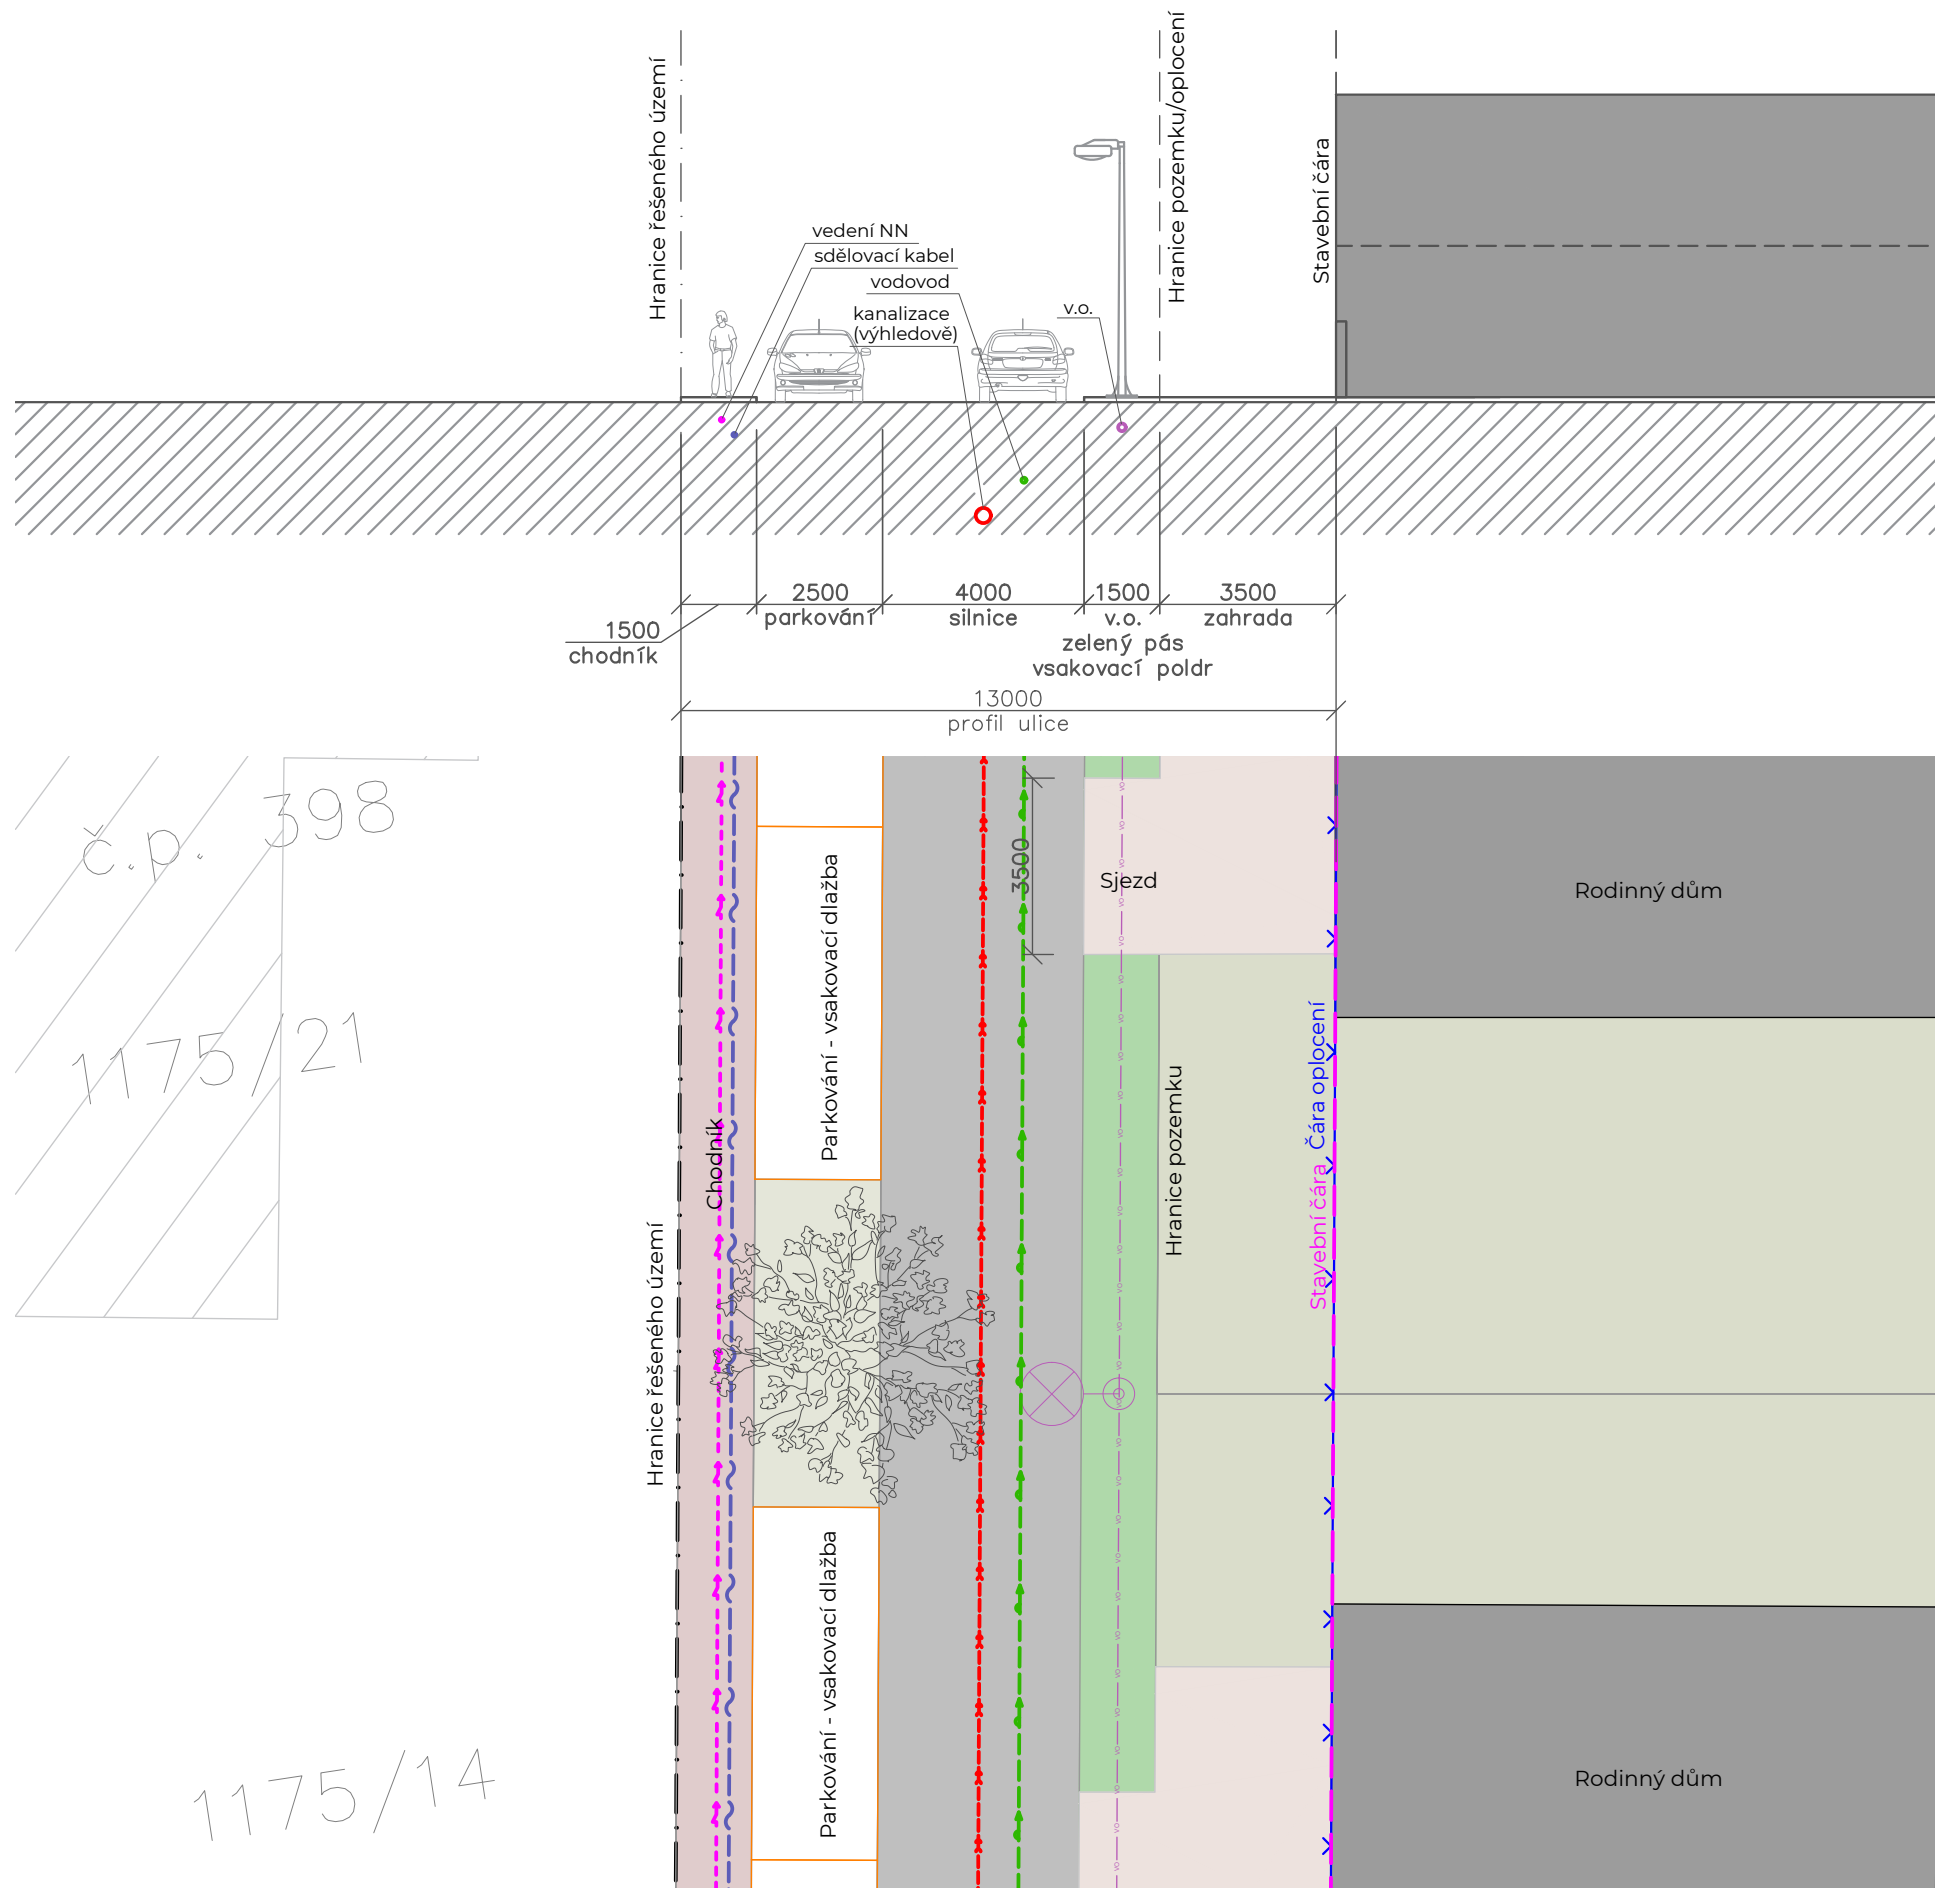 Hranice řešeného území
Hranice pozemku/oplocení
Stavební čára
vedení NN
sdělovací kabel
vodovod
kanalizace
(výhledově)
v.o.
1500
chodník
2500
parkování
4000
silnice
1500
v.o.
zelený pás
vsakovací poldr
3500
zahrada
13000
profil ulice
č.p. 398
1175/21
1175/14
Hranice řešeného území
Chodník
Parkování - vsakovací dlažba
Parkování - vsakovací dlažba
3500
Sjezd
Hranice pozemku
Stavební čára
Čára oplocení
Rodinný dům
Rodinný dům